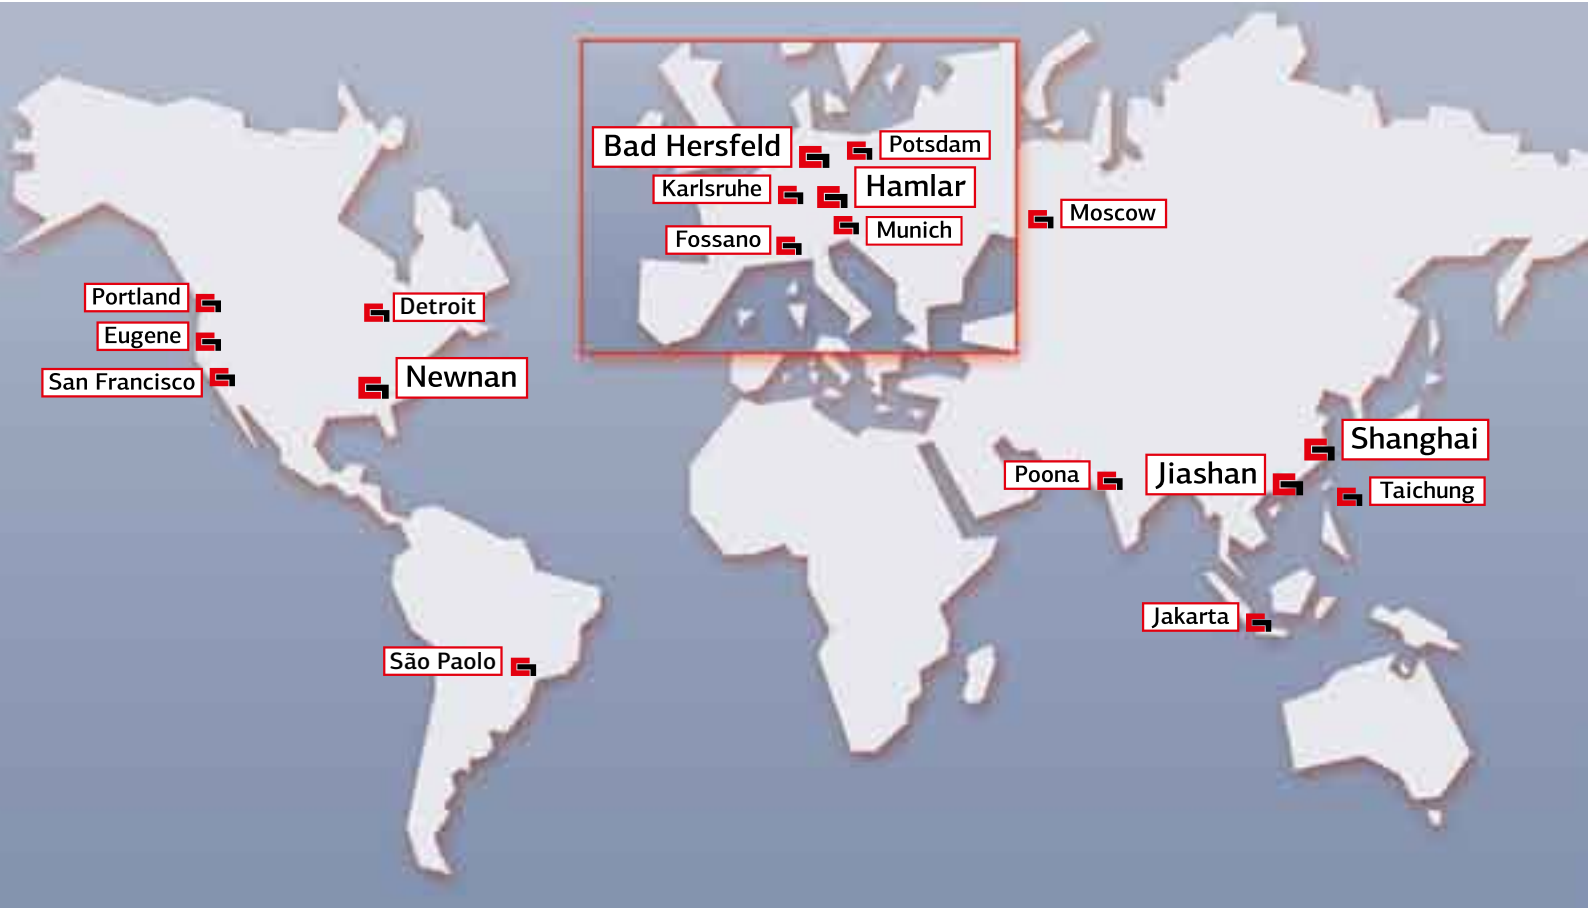 Bad Hersfeld
Potsdam
Karlsruhe
Hamlar
Fossano
Munich
Moscow
Portland
Detroit
Eugene
San Francisco
Newnan
Shanghai
Poona
Jiashan
Taichung
Jakarta
São Paolo